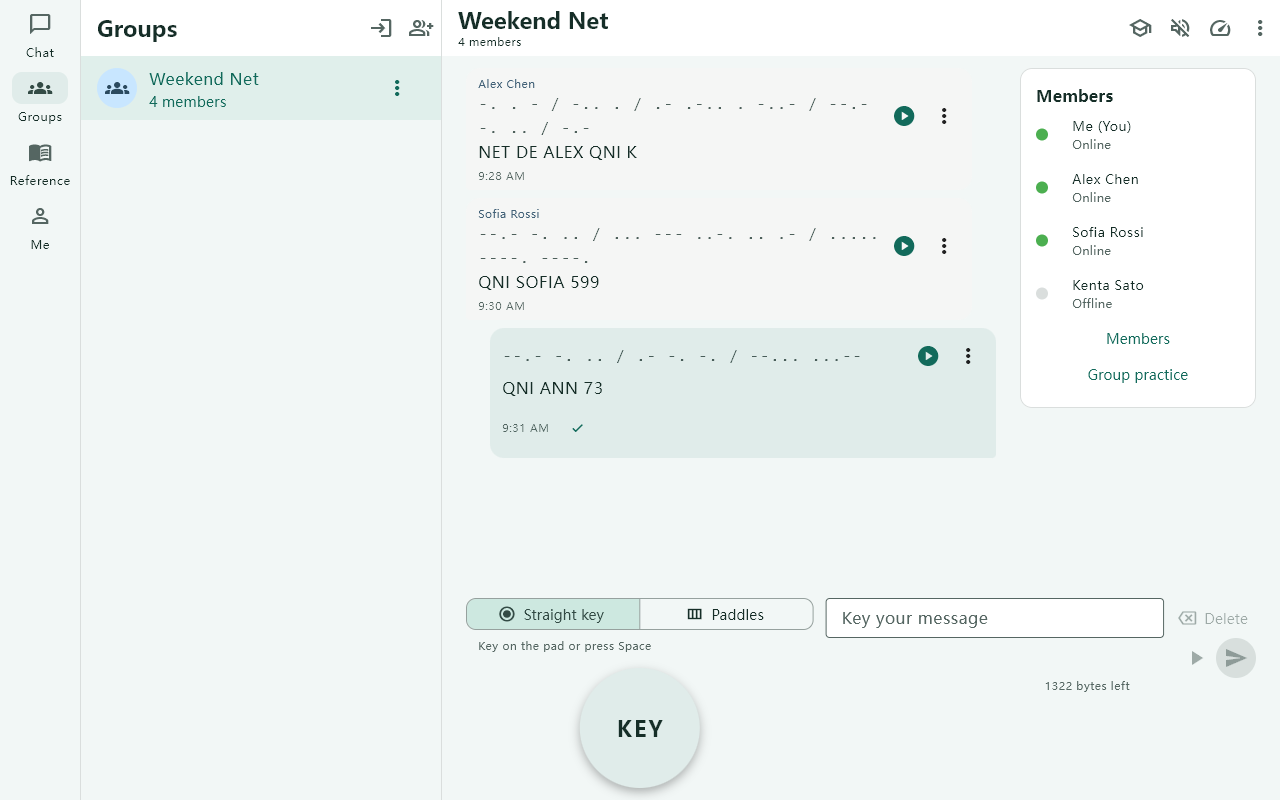 Chat
Groups
Reference
Me
Groups
Weekend Net
4 members
Weekend Net
4 members
Alex Chen
-. . - / -.. . / .- .-.. . -..- / --.-
-. .. / -.-
NET DE ALEX QNI K
9:28 AM
Sofia Rossi
--.- -. .. / ... --- ..-. .. .- / .....
----. ----.
QNI SOFIA 599
9:30 AM
--.- -. .. / .- -. -. / --... ...--
QNI ANN 73
9:31 AM
Members
Me (You)
Online
Alex Chen
Online
Sofia Rossi
Online
Kenta Sato
Offline
Members
Group practice
Straight key
Paddles
Key your message
Delete
Key on the pad or press Space
1322 bytes left
KEY